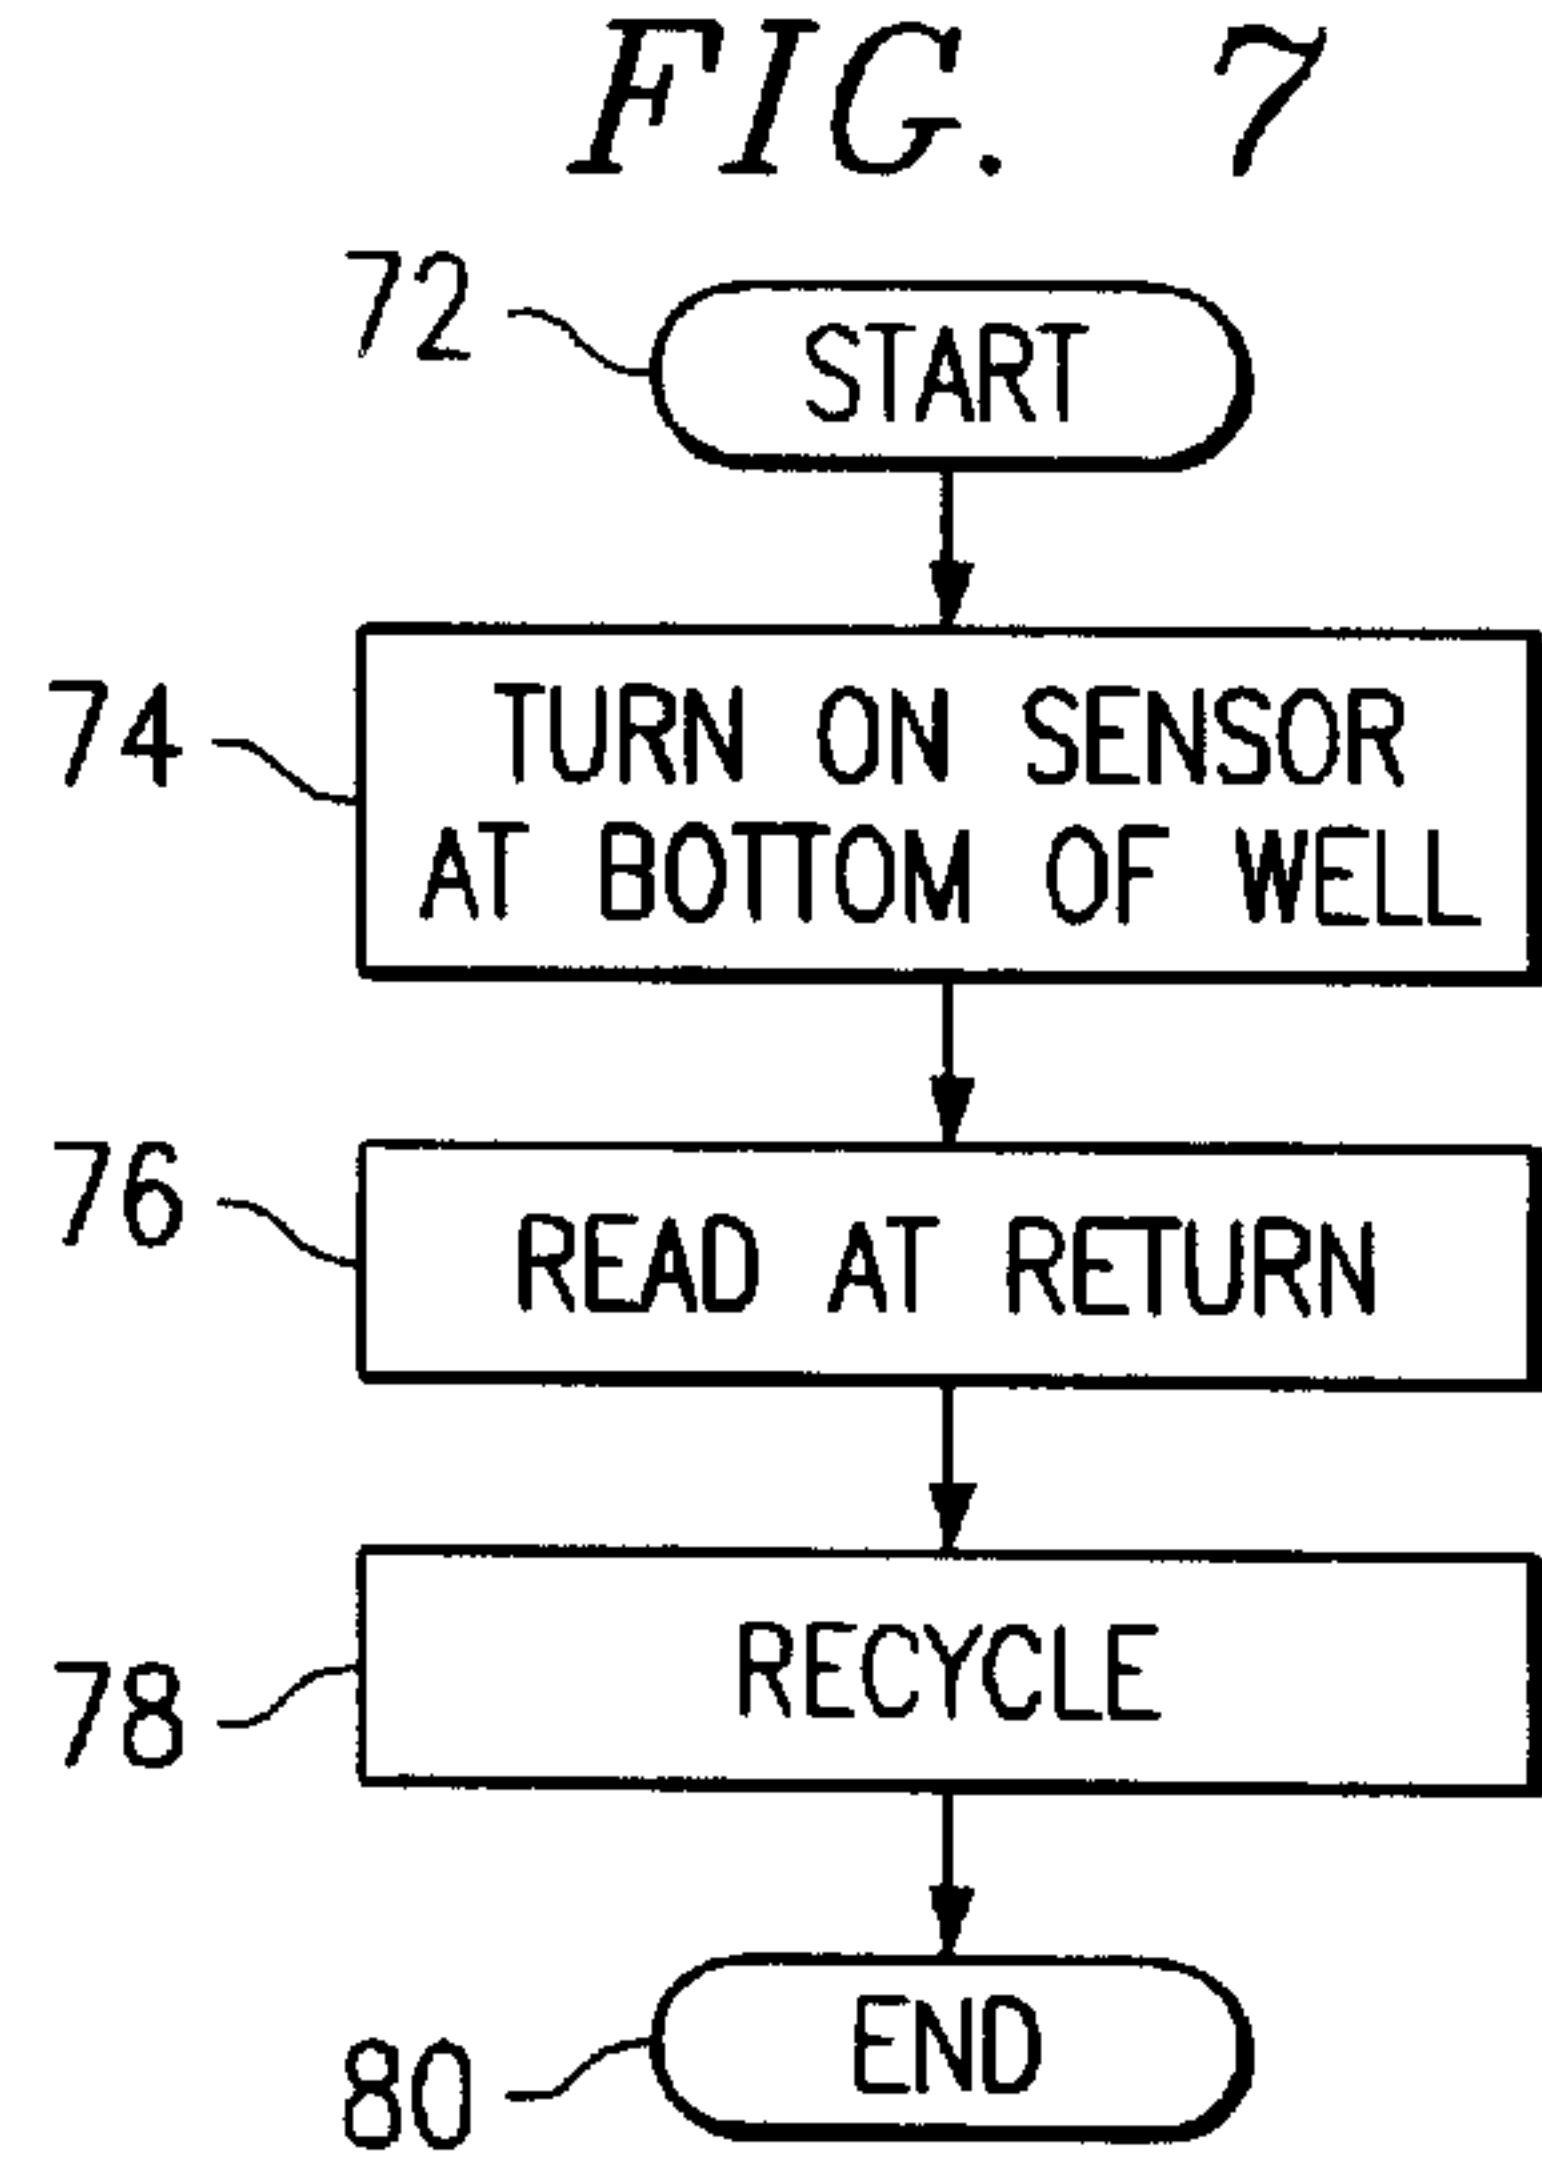 FIG. 7
72
START
74
TURN ON SENSOR
AT BOTTOM OF WELL
76
READ AT RETURN
78
RECYCLE
80
END